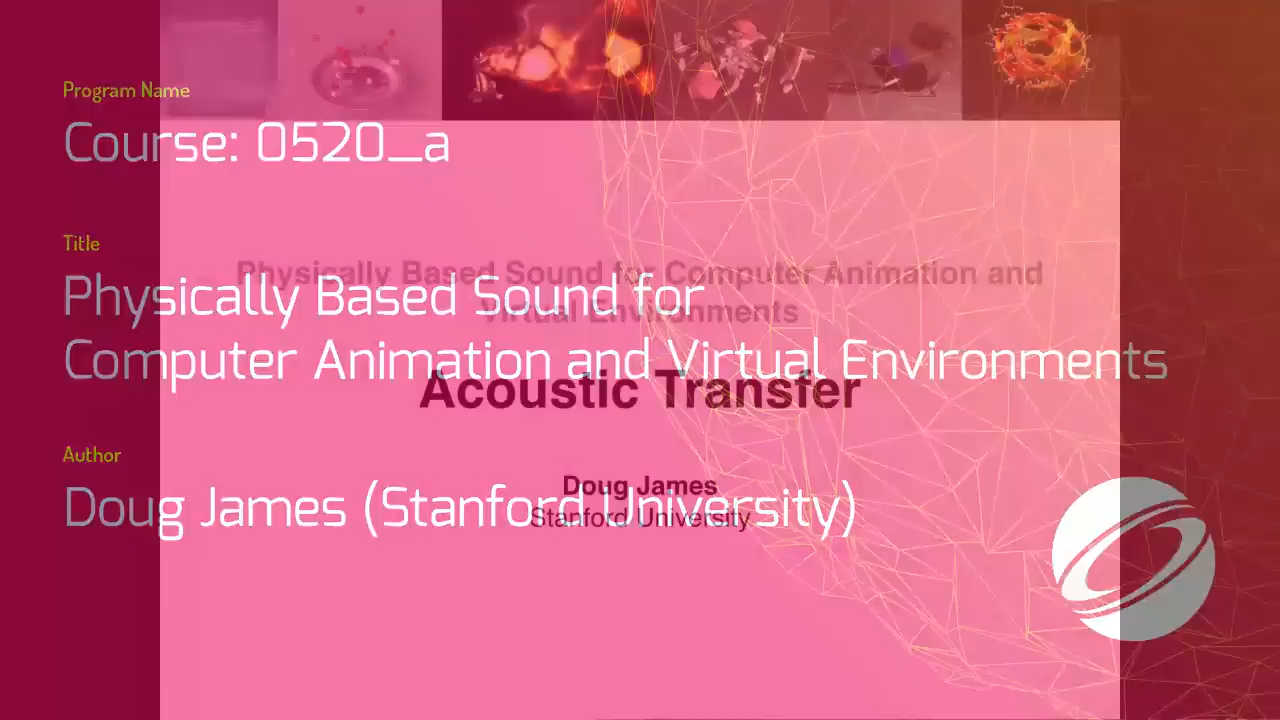 Program Name
Course: 0520_a
Title
Physically Based Sound for
Computer Animation and Virtual Environments
Author
Doug James (Stanford University)
Physically Based Sound for Computer Animation and
Virtual Environments
Acoustic Transfer
Doug James
Stanford University